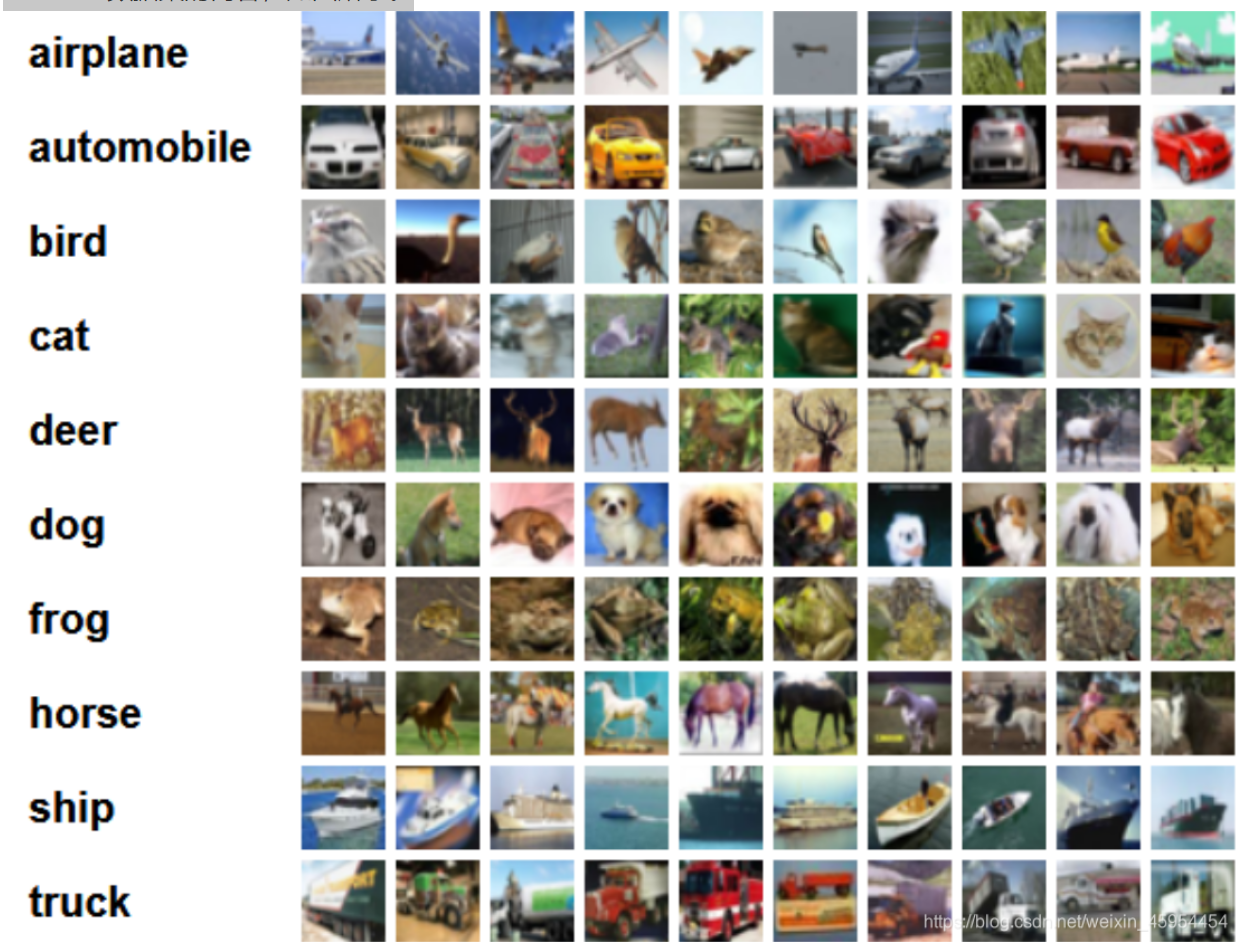 airplane
automobile
bird
cat
deer
dog
frog
horse
ship
truck
https://blog.csdn.net/weixin_45954454